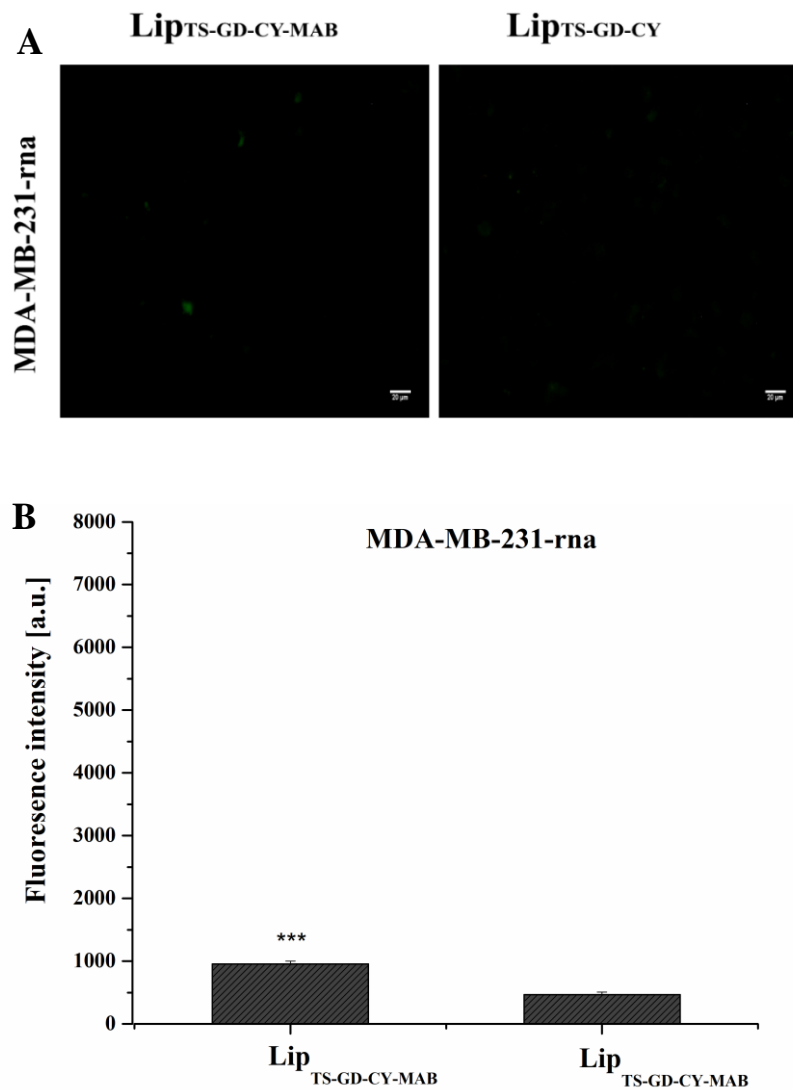 A
LipTS-GD-CY-MAB
LipTS-GD-CY
MDA-MB-231-rna
20 µm
20 µm
B
MDA-MB-231-rna
Fluoresence intensity [a.u.]
8000
7000
6000
5000
4000
3000
2000
1000
0
***
LipTS-GD-CY-MAB
LipTS-GD-CY-MAB